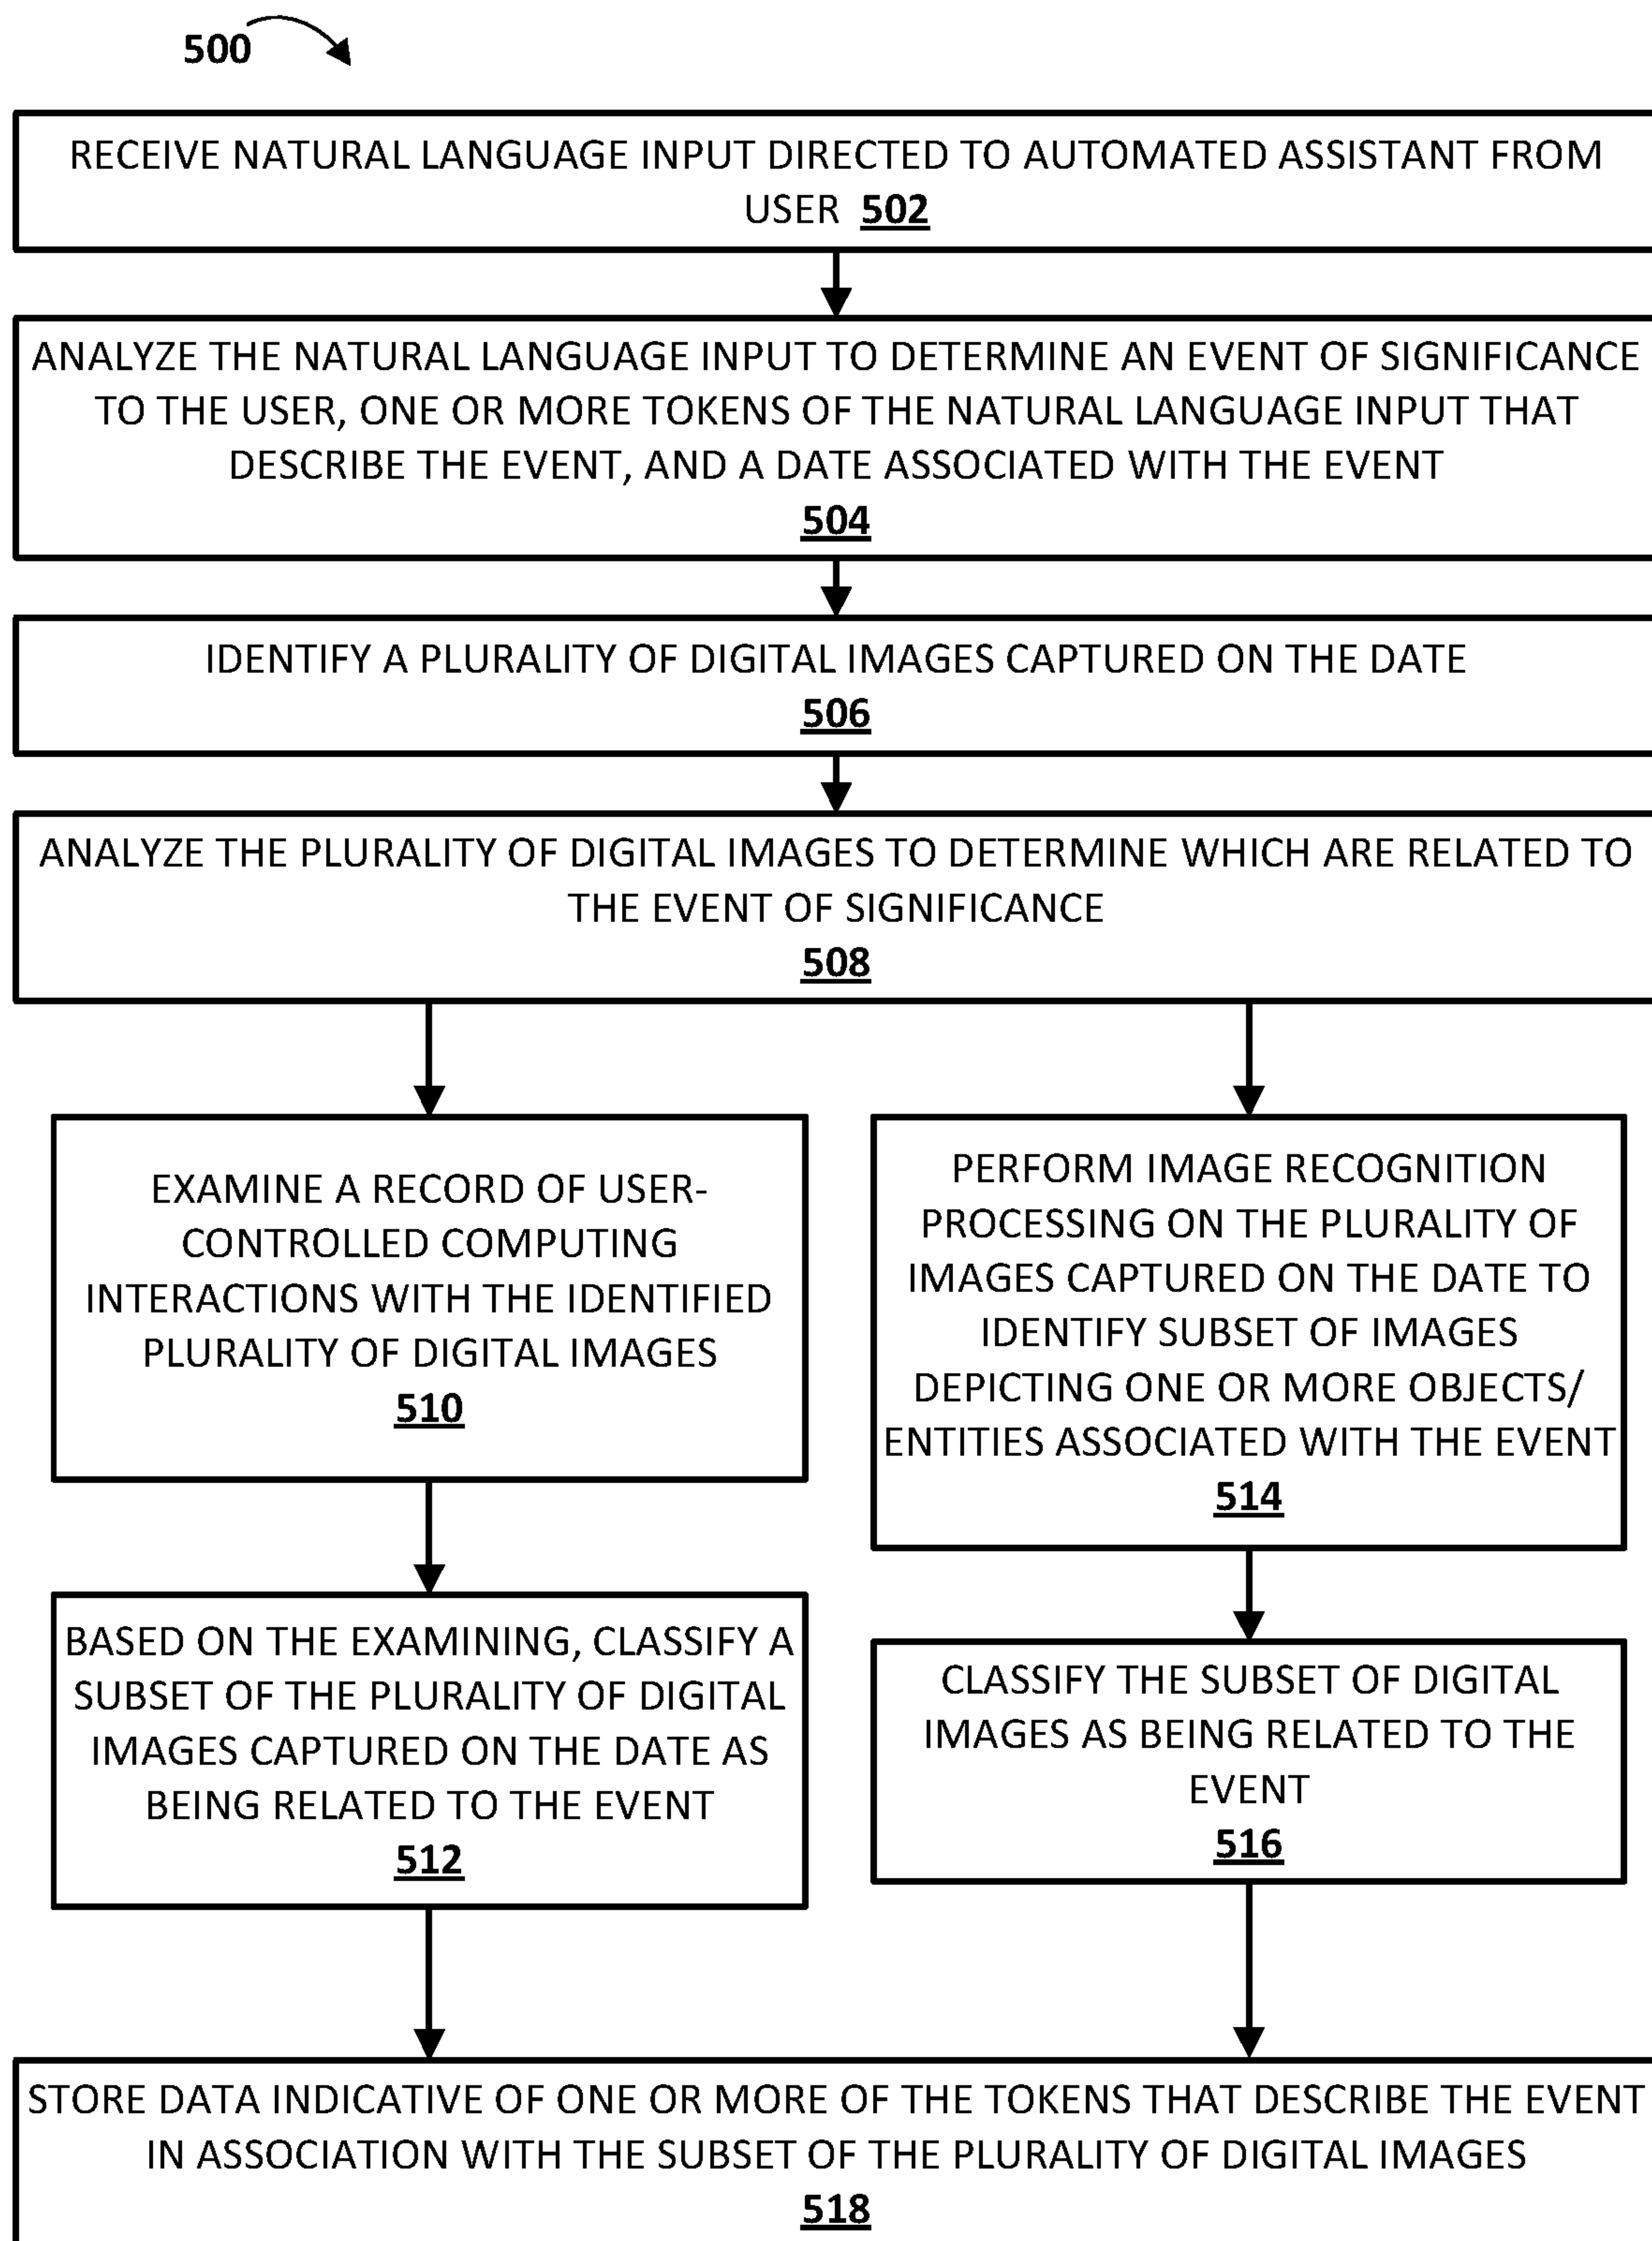 500
RECEIVE NATURAL LANGUAGE INPUT DIRECTED TO AUTOMATED ASSISTANT FROM
USER 502
ANALYZE THE NATURAL LANGUAGE INPUT TO DETERMINE AN EVENT OF SIGNIFICANCE
TO THE USER, ONE OR MORE TOKENS OF THE NATURAL LANGUAGE INPUT THAT
DESCRIBE THE EVENT, AND A DATE ASSOCIATED WITH THE EVENT
504
IDENTIFY A PLURALITY OF DIGITAL IMAGES CAPTURED ON THE DATE
506
ANALYZE THE PLURALITY OF DIGITAL IMAGES TO DETERMINE WHICH ARE RELATED TO
THE EVENT OF SIGNIFICANCE
508
EXAMINE A RECORD OF USER-
CONTROLLED COMPUTING
INTERACTIONS WITH THE IDENTIFIED
PLURALITY OF DIGITAL IMAGES
510
BASED ON THE EXAMINING, CLASSIFY A
SUBSET OF THE PLURALITY OF DIGITAL
IMAGES CAPTURED ON THE DATE AS
BEING RELATED TO THE EVENT
512
PERFORM IMAGE RECOGNITION
PROCESSING ON THE PLURALITY OF
IMAGES CAPTURED ON THE DATE TO
IDENTIFY SUBSET OF IMAGES
DEPICTING ONE OR MORE OBJECTS/
ENTITIES ASSOCIATED WITH THE EVENT
514
CLASSIFY THE SUBSET OF DIGITAL
IMAGES AS BEING RELATED TO THE
EVENT
516
STORE DATA INDICATIVE OF ONE OR MORE OF THE TOKENS THAT DESCRIBE THE EVENT
IN ASSOCIATION WITH THE SUBSET OF THE PLURALITY OF DIGITAL IMAGES
518